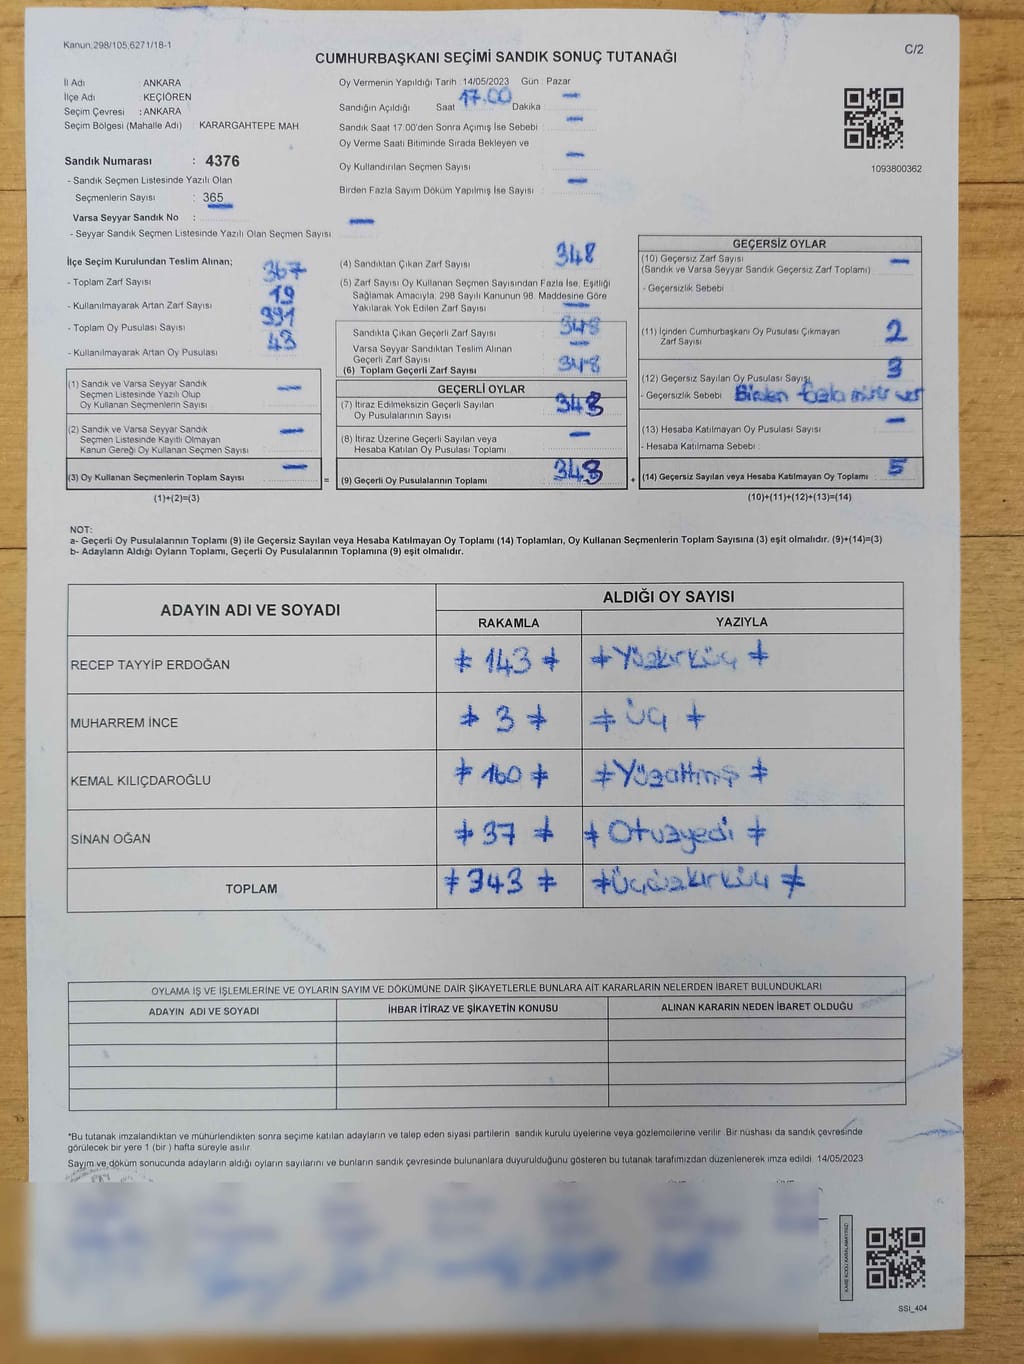 Kanun:298/105,6271/18-1
C/2
CUMHURBAŞKANI SEÇİMİ SANDIK SONUÇ TUTANAĞI
İl Adı : ANKARA
İlçe Adı : KEÇİÖREN
Seçim Çevresi : ANKARA
Seçim Bölgesi (Mahalle Adı) : KARARGAHTEPE MAH
Sandık Numarası : 4376
- Sandık Seçmen Listesinde Yazılı Olan
Seçmenlerin Sayısı : 365
Varsa Seyyar Sandık No : —
- Seyyar Sandık Seçmen Listesinde Yazılı Olan Seçmen Sayısı
Oy Vermenin Yapıldığı Tarih : 14/05/2023 Gün : Pazar
Sandığın Açıldığı Saat 17.00 Dakika —
Sandık Saat 17.00'den Sonra Açımış İse Sebebi : —
Oy Verme Saati Bitiminde Sırada Bekleyen ve
Oy Kullandırılan Seçmen Sayısı : —
Birden Fazla Sayım Döküm Yapılmış İse Sayısı : —
1093800362
İlçe Seçim Kurulundan Teslim Alınan;
- Toplam Zarf Sayısı : 367
- Kullanılmayarak Artan Zarf Sayısı : 19
- Toplam Oy Pusulası Sayısı : 391
- Kullanılmayarak Artan Oy Pusulası : 43
(1) Sandık ve Varsa Seyyar Sandık
Seçmen Listesinde Yazılı Olup
Oy Kullanan Seçmenlerin Sayısı —
(2) Sandık ve Varsa Seyyar Sandık
Seçmen Listesinde Kayıtlı Olmayan
Kanun Gereği Oy Kullanan Seçmen Sayısı —
(3) Oy Kullanan Seçmenlerin Toplam Sayısı —
(1)+(2)=(3)
=
(4) Sandıktan Çıkan Zarf Sayısı : 348
(5) Zarf Sayısı Oy Kullanan Seçmen Sayısından Fazla İse, Eşitliği
Sağlamak Amacıyla, 298 Sayılı Kanunun 98. Maddesine Göre
Yakılarak Yok Edilen Zarf Sayısı : —
Sandıkta Çıkan Geçerli Zarf Sayısı : 348
Varsa Seyyar Sandıktan Teslim Alınan
Geçerli Zarf Sayısı : —
(6) Toplam Geçerli Zarf Sayısı : 348
GEÇERLİ OYLAR
(7) İtiraz Edilmeksizin Geçerli Sayılan
Oy Pusulalarının Sayısı : 343
(8) İtiraz Üzerine Geçerli Sayılan veya
Hesaba Katılan Oy Pusulası Toplamı : —
(9) Geçerli Oy Pusulalarının Toplamı : 343
+
GEÇERSİZ OYLAR
(10) Geçersiz Zarf Sayısı : —
(Sandık ve Varsa Seyyar Sandık Geçersiz Zarf Toplamı)
- Geçersizlik Sebebi :
(11) İçinden Cumhurbaşkanı Oy Pusulası Çıkmayan : 2
Zarf Sayısı
(12) Geçersiz Sayılan Oy Pusulası Sayısı : 3
- Geçersizlik Sebebi : Birden fazla mühür var
(13) Hesaba Katılmayan Oy Pusulası Sayısı : —
- Hesaba Katılmama Sebebi :
(14) Geçersiz Sayılan veya Hesaba Katılmayan Oy Toplamı : 5
(10)+(11)+(12)+(13)=(14)
NOT:
a- Geçerli Oy Pusulalarının Toplamı (9) ile Geçersiz Sayılan veya Hesaba Katılmayan Oy Toplamı (14) Toplamları, Oy Kullanan Seçmenlerin Toplam Sayısına (3) eşit olmalıdır. (9)+(14)=(3)
b- Adayların Aldığı Oyların Toplamı, Geçerli Oy Pusulalarının Toplamına (9) eşit olmalıdır.
ADAYIN ADI VE SOYADI
ALDIĞI OY SAYISI
RAKAMLA YAZIYLA
RECEP TAYYİP ERDOĞAN ≠ 143 ≠ ≠ Yüzkırküç ≠
MUHARREM İNCE ≠ 3 ≠ ≠ Üç ≠
KEMAL KILIÇDAROĞLU ≠ 160 ≠ ≠ Yüzaltmış ≠
SİNAN OĞAN ≠ 37 ≠ ≠ Otuzyedi ≠
TOPLAM ≠ 343 ≠ ≠ Üçyüzkırküç ≠
OYLAMA İŞ VE İŞLEMLERİNE VE OYLARIN SAYIM VE DÖKÜMÜNE DAİR ŞİKAYETLERLE BUNLARA AİT KARARLARIN NELERDEN İBARET BULUNDUKLARI
ADAYIN ADI VE SOYADI İHBAR İTİRAZ VE ŞİKAYETİN KONUSU ALINAN KARARIN NEDEN İBARET OLDUĞU
*Bu tutanak imzalandıktan ve mühürlendikten sonra seçime katılan adayların ve talep eden siyasi partilerin sandık kurulu üyelerine veya gözlemcilerine verilir. Bir nüshası da sandık çevresinde
görülecek bir yere 1 (bir ) hafta süreyle asılır.
Sayım ve döküm sonucunda adayların aldığı oyların sayılarını ve bunların sandık çevresinde bulunanlara duyurulduğunu gösteren bu tutanak tarafımızdan düzenlenerek imza edildi 14/05/2023
KARE KODU KARALAMAYINIZ!
SSI_404